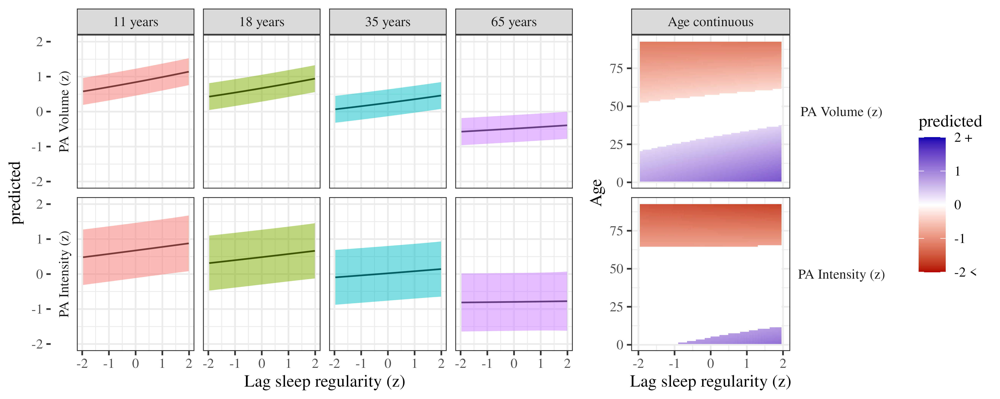 11 years
18 years
35 years
65 years
Age continuous
predicted
PA Volume (z)
2
1
0
-1
-2
PA Intensity (z)
2
1
0
-1
-2
-2 -1 0 1 2
-2 -1 0 1 2
-2 -1 0 1 2
-2 -1 0 1 2
Lag sleep regularity (z)
Age
75
50
25
0
PA Volume (z)
75
50
25
0
PA Intensity (z)
-2 -1 0 1 2
Lag sleep regularity (z)
predicted
2 +
1
0
-1
-2 <